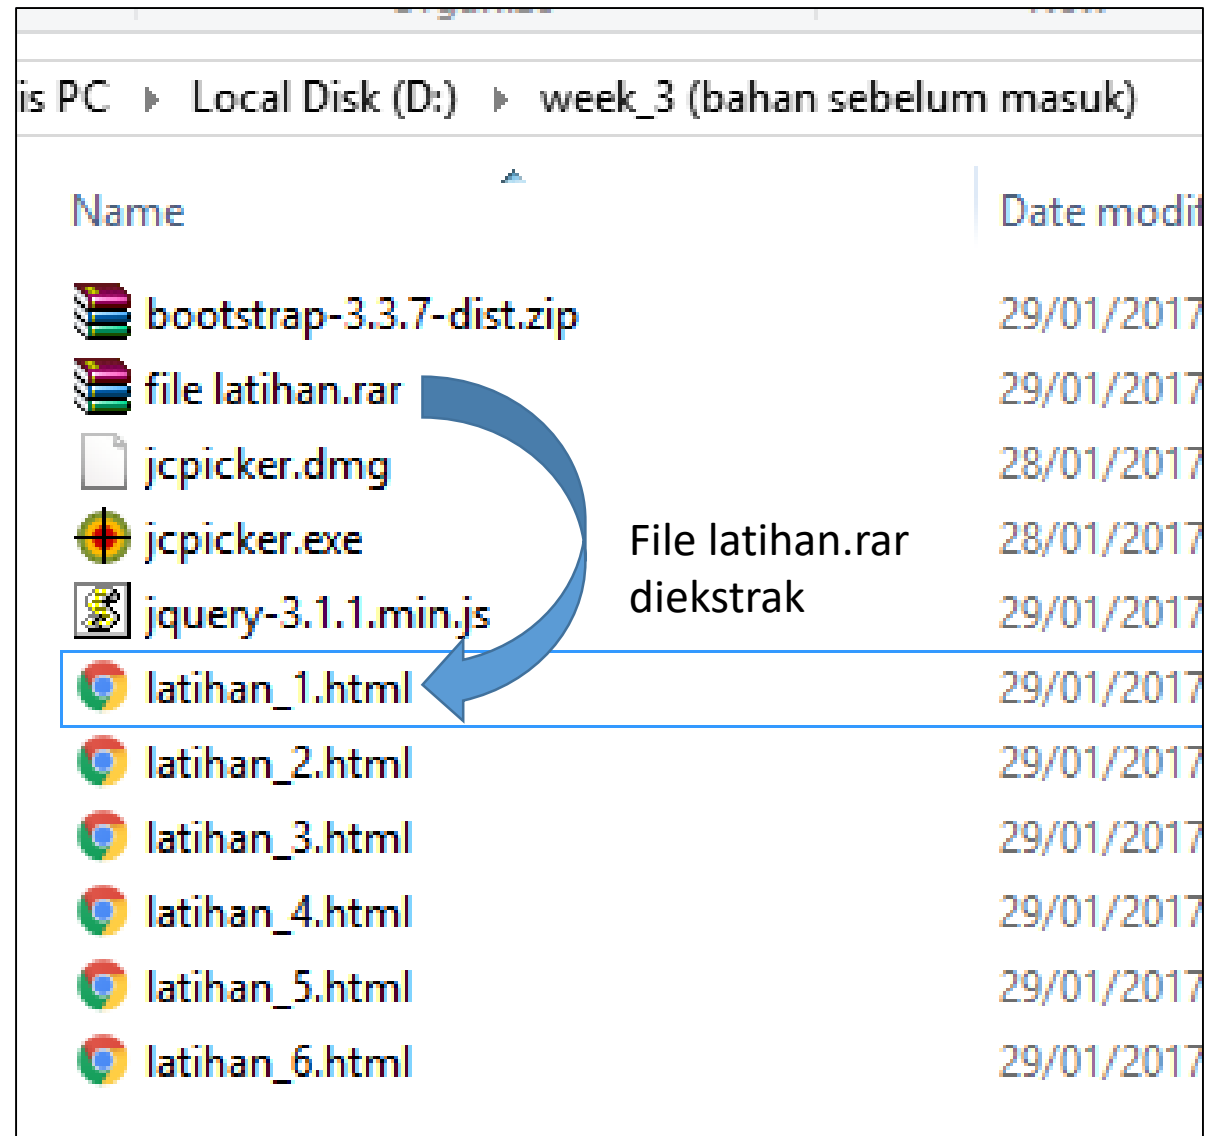 is PC ▸ Local Disk (D:) ▸ week_3 (bahan sebelum masuk)
Name Date modif
bootstrap-3.3.7-dist.zip 29/01/2017
file latihan.rar 29/01/2017
jcpicker.dmg 28/01/2017
jcpicker.exe 28/01/2017
File latihan.rar
diekstrak
jquery-3.1.1.min.js 29/01/2017
latihan_1.html 29/01/2017
latihan_2.html 29/01/2017
latihan_3.html 29/01/2017
latihan_4.html 29/01/2017
latihan_5.html 29/01/2017
latihan_6.html 29/01/2017